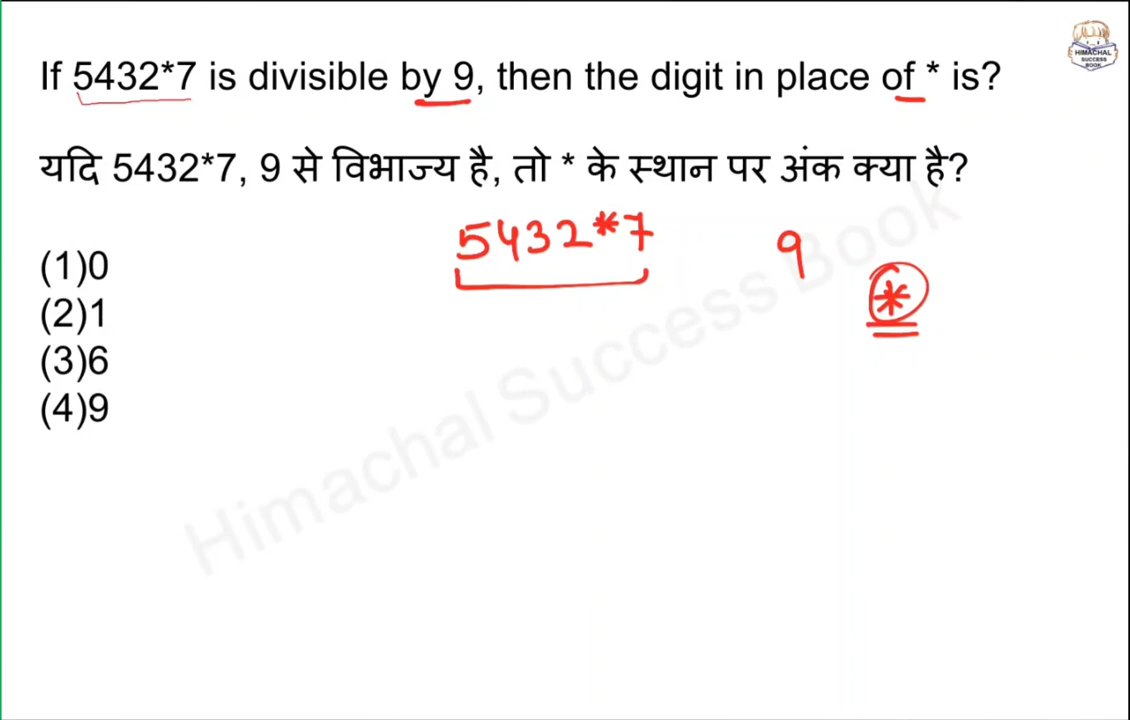 HIMACHAL
SUCCESS
BOOK
If 5432*7 is divisible by 9, then the digit in place of * is?
यदि 5432*7, 9 से विभाज्य है, तो * के स्थान पर अंक क्या है?
5432*7 9
*
(1)0
(2)1
(3)6
(4)9
Himachal Success Book